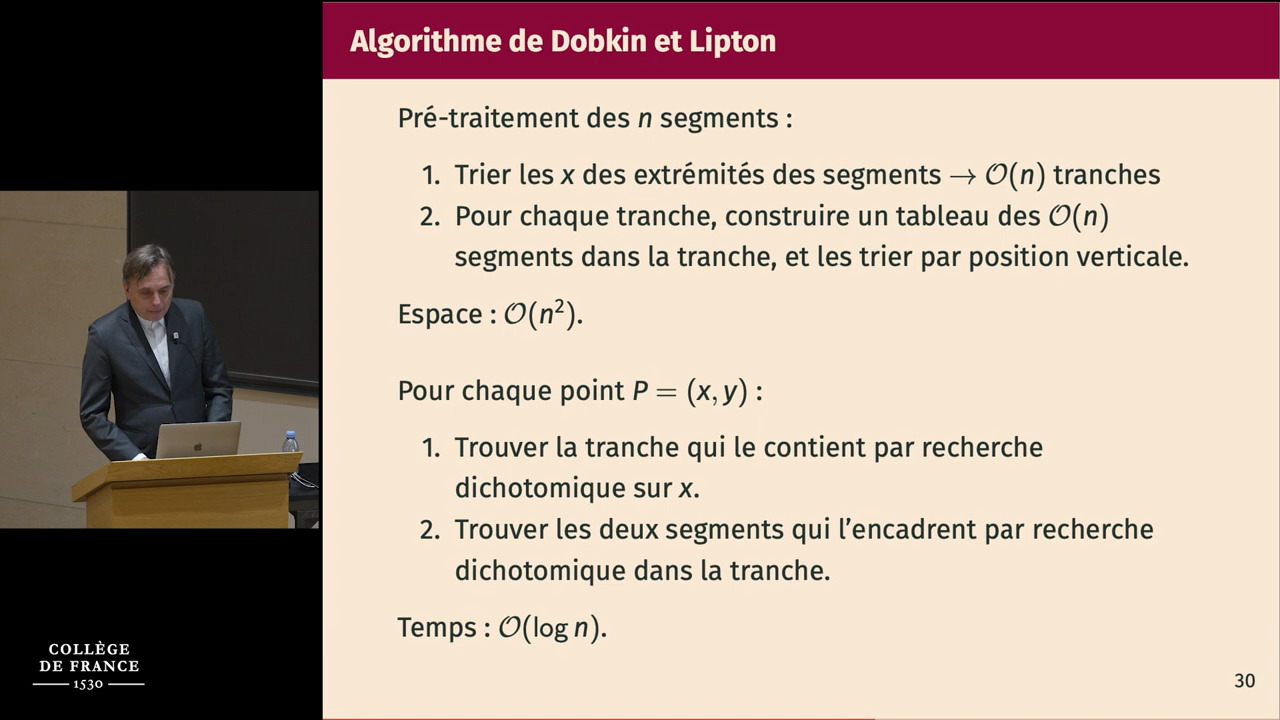 Algorithme de Dobkin et Lipton
Pré-traitement des n segments :
1. Trier les x des extrémités des segments → O(n) tranches
2. Pour chaque tranche, construire un tableau des O(n)
segments dans la tranche, et les trier par position verticale.
Espace : O(n²).
Pour chaque point P = (x, y) :
1. Trouver la tranche qui le contient par recherche
dichotomique sur x.
2. Trouver les deux segments qui l’encadrent par recherche
dichotomique dans la tranche.
Temps : O(log n).
30
COLLÈGE
DE FRANCE
1530